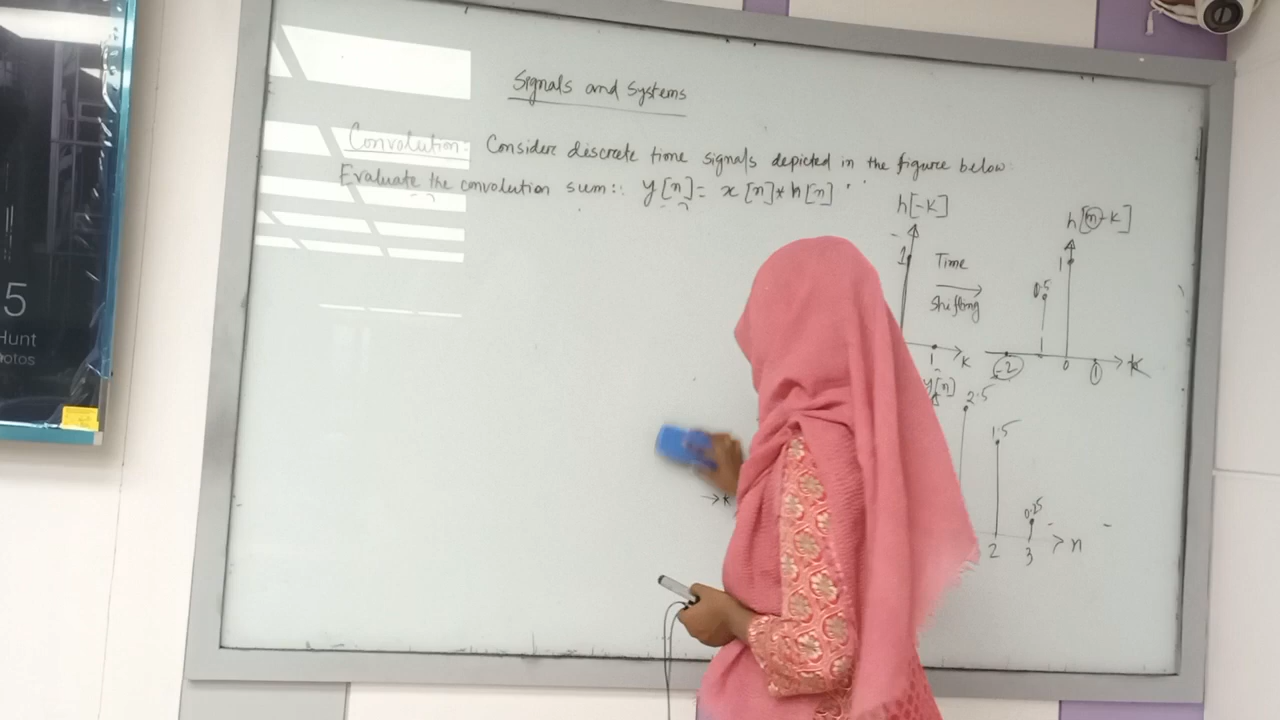 Signals and Systems
Convolution: Consider discrete time signals depicted in the figure below:
Evaluate the convolution sum:: y[n] = x[n]*h[n]
h[-k]
h[n-k]
1
Time
Shifting
1
0.5
1 k
-2 0 1 k
y[n]
2.5
1.5
0.25
→k
2 3 n
5
Hunt